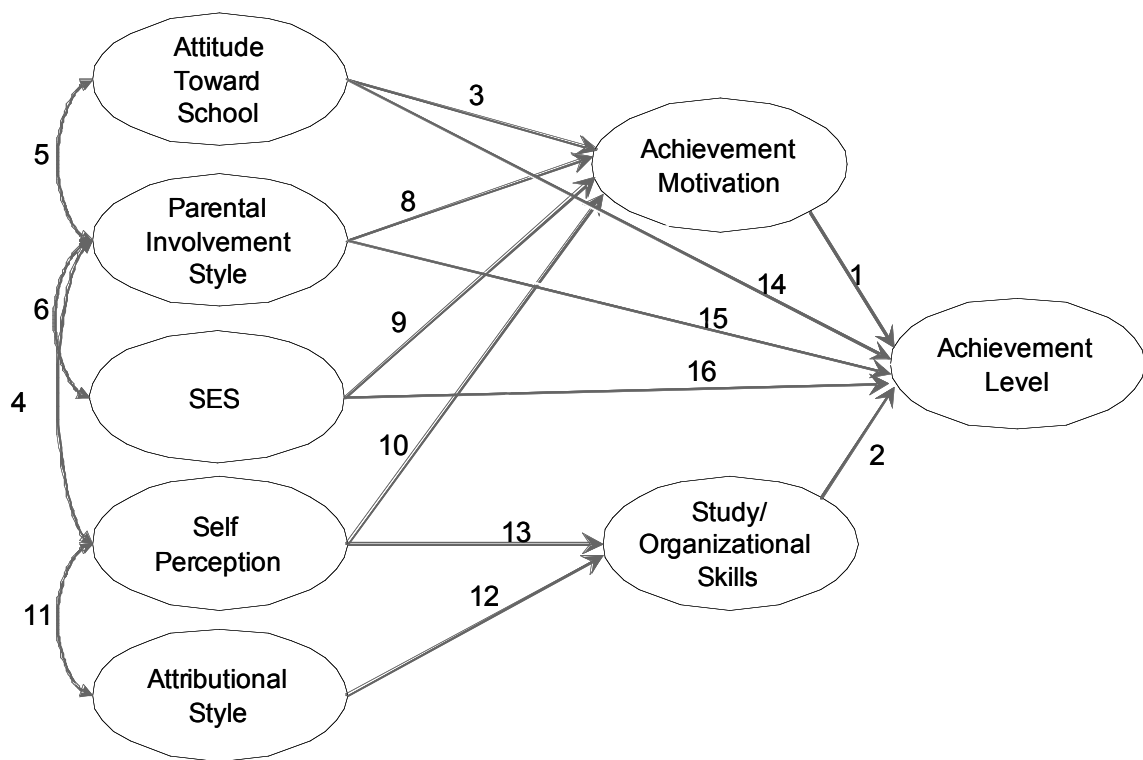 Attitude
Toward
School
3
Achievement
Motivation
5
Parental
Involvement
Style
8
14
1
6
9
15
Achievement
Level
SES
16
4
10
2
Self
Perception
13
Study/
Organizational
Skills
12
11
Attributional
Style